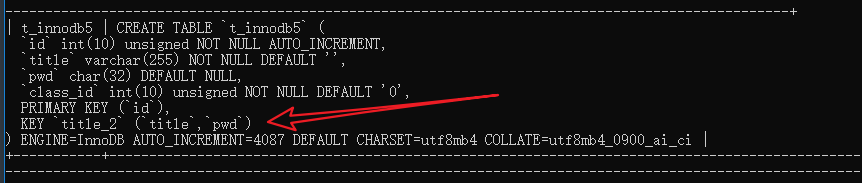 | t_innodb5 | CREATE TABLE `t_innodb5` (
`id` int(10) unsigned NOT NULL AUTO_INCREMENT,
`title` varchar(255) NOT NULL DEFAULT '',
`pwd` char(32) DEFAULT NULL,
`class_id` int(10) unsigned NOT NULL DEFAULT '0',
PRIMARY KEY (`id`),
KEY `title_2` (`title`,`pwd`)
) ENGINE=InnoDB AUTO_INCREMENT=4087 DEFAULT CHARSET=utf8mb4 COLLATE=utf8mb4_0900_ai_ci |